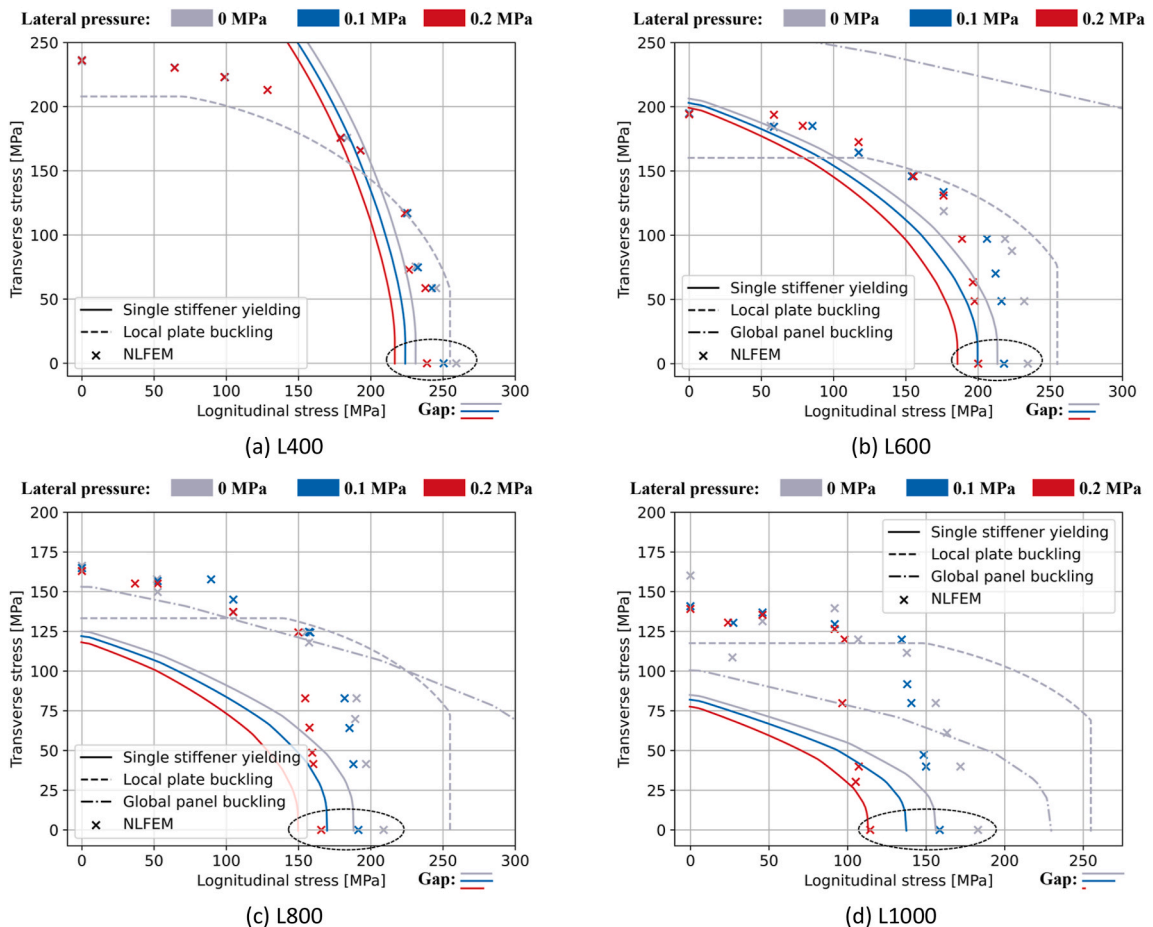 Lateral pressure: 0 MPa 0.1 MPa 0.2 MPa
250
200
150
100
50
0
Transverse stress [MPa]
Single stiffener yielding
Local plate buckling
NLFEM
0 50 100 150 200 250 300
Lognitudinal stress [MPa]
Gap:
(a) L400
Lateral pressure: 0 MPa 0.1 MPa 0.2 MPa
250
200
150
100
50
0
Transverse stress [MPa]
Single stiffener yielding
Local plate buckling
Global panel buckling
NLFEM
0 50 100 150 200 250 300
Lognitudinal stress [MPa]
Gap:
(b) L600
Lateral pressure: 0 MPa 0.1 MPa 0.2 MPa
200
175
150
125
100
75
50
25
0
Transverse stress [MPa]
Single stiffener yielding
Local plate buckling
Global panel buckling
NLFEM
0 50 100 150 200 250 300
Lognitudinal stress [MPa]
Gap:
(c) L800
Lateral pressure: 0 MPa 0.1 MPa 0.2 MPa
200
175
150
125
100
75
50
25
0
Transverse stress [MPa]
Single stiffener yielding
Local plate buckling
Global panel buckling
NLFEM
0 50 100 150 200 250
Lognitudinal stress [MPa]
Gap:
(d) L1000